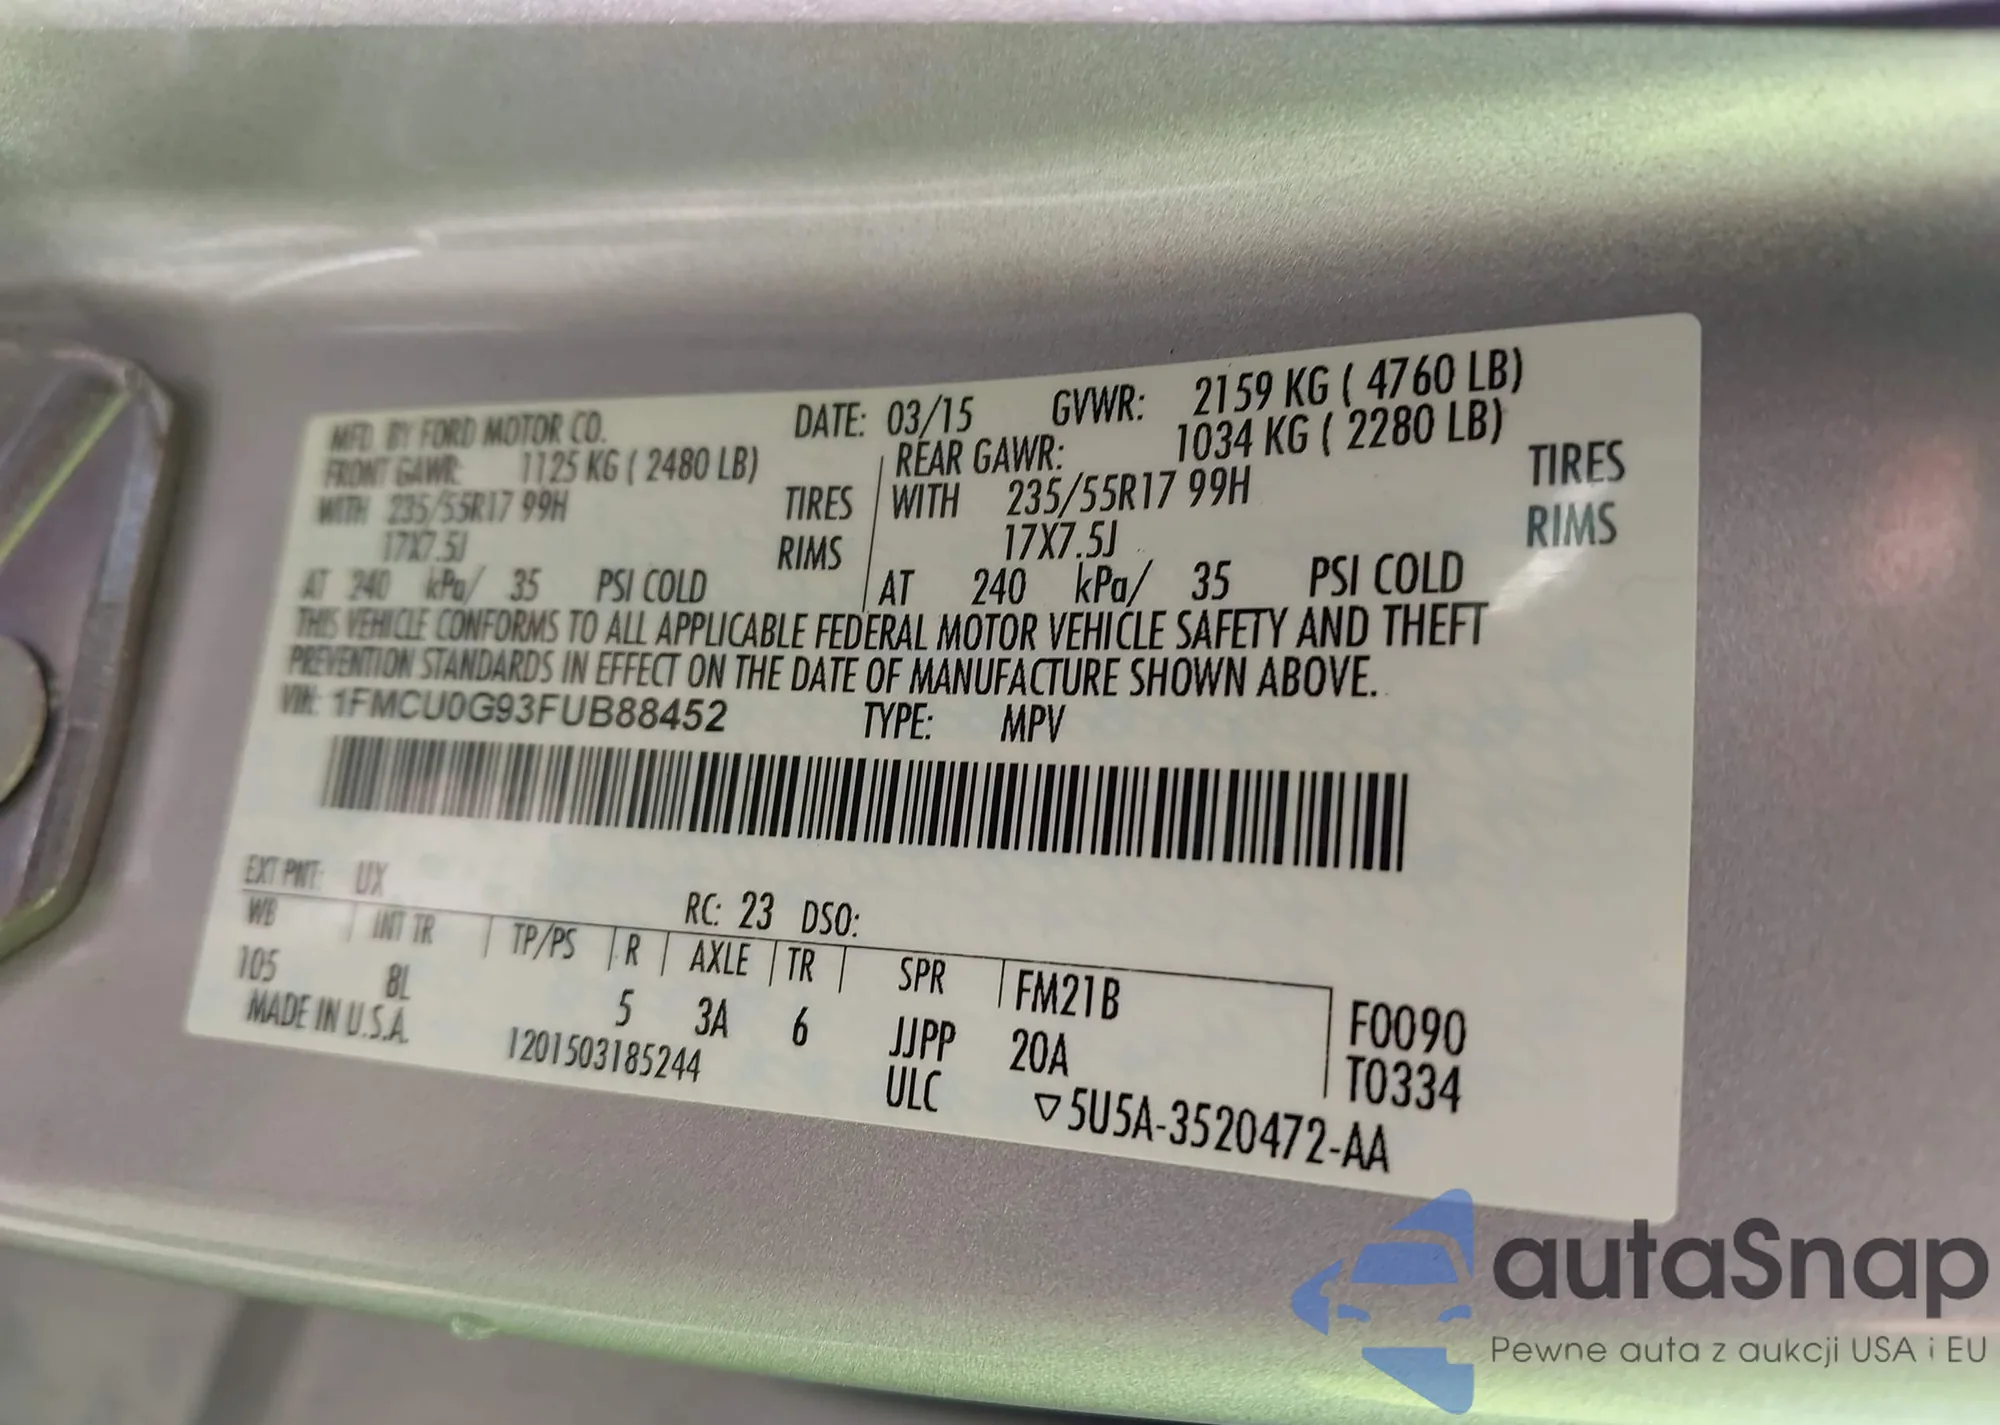 MFD. BY FORD MOTOR CO. DATE: 03/15 GVWR: 2159 KG ( 4760 LB)
FRONT GAWR: 1125 KG ( 2480 LB) REAR GAWR: 1034 KG ( 2280 LB)
WITH 235/55R17 99H TIRES WITH 235/55R17 99H TIRES
17X7.5J RIMS 17X7.5J RIMS
AT 240 kPa/ 35 PSI COLD AT 240 kPa/ 35 PSI COLD
THIS VEHICLE CONFORMS TO ALL APPLICABLE FEDERAL MOTOR VEHICLE SAFETY AND THEFT
PREVENTION STANDARDS IN EFFECT ON THE DATE OF MANUFACTURE SHOWN ABOVE.
VIN: 1FMCU0G93FUB88452 TYPE: MPV
EXT PNT: UX RC: 23 DSO:
WB INT TR TP/PS R AXLE TR SPR FM21B F0090
105 8L 5 3A 6 JJPP 20A T0334
MADE IN U.S.A. 1201503185244 ULC ▽5U5A-3520472-AA
autaSnap
Pewne auta z aukcji USA i EU